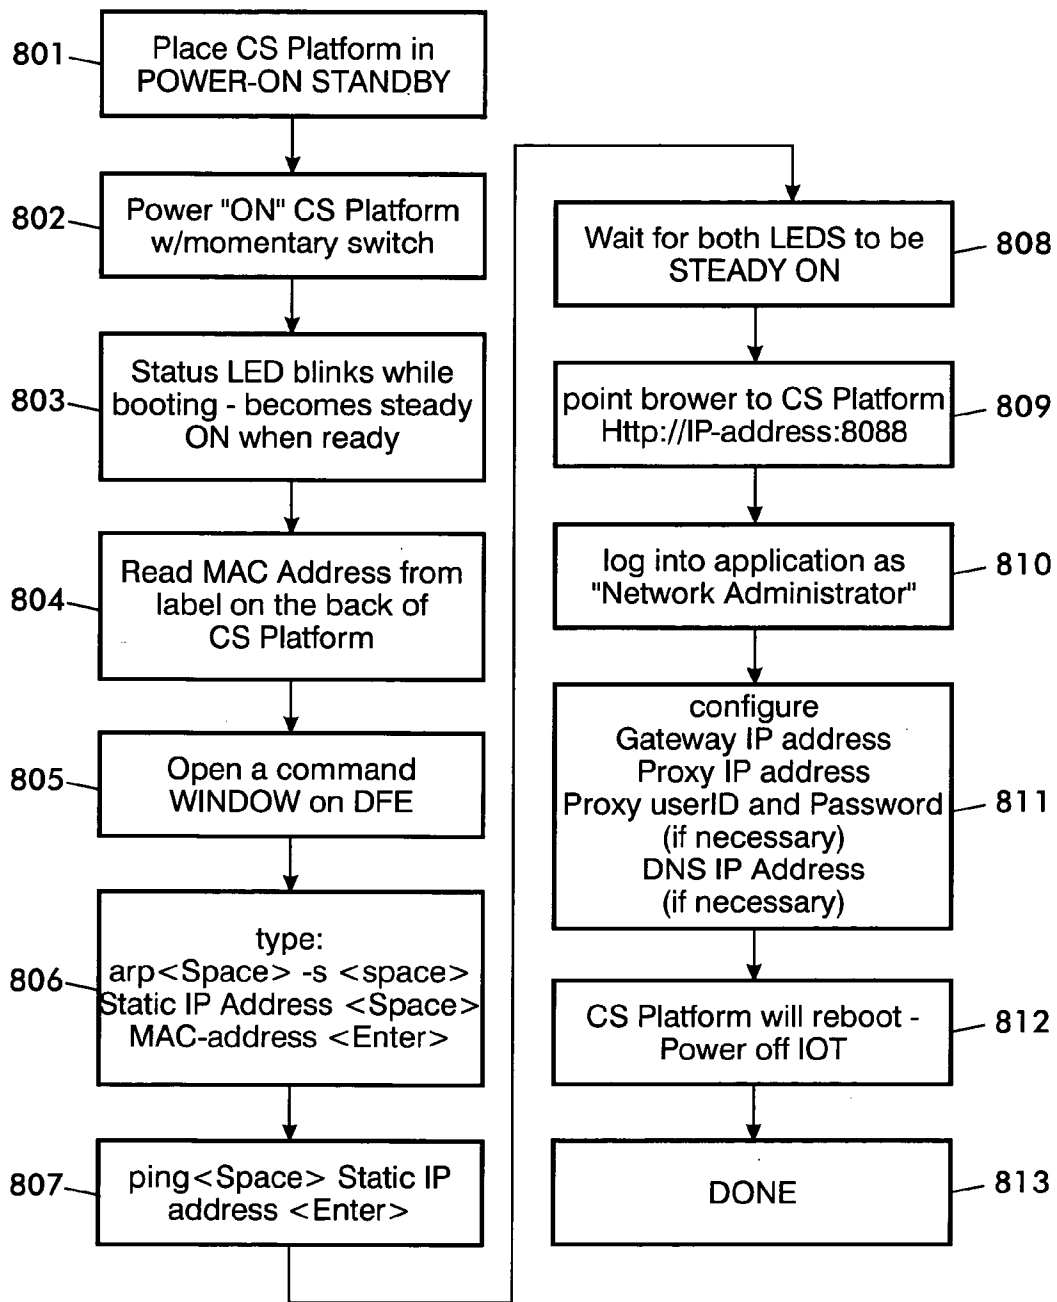 801
Place CS Platform in
POWER-ON STANDBY
802
Power "ON" CS Platform
w/momentary switch
803
Status LED blinks while
booting - becomes steady
ON when ready
804
Read MAC Address from
label on the back of
CS Platform
805
Open a command
WINDOW on DFE
806
type:
arp<Space> -s <space>
Static IP Address <Space>
MAC-address <Enter>
807
ping<Space> Static IP
address <Enter>
Wait for both LEDS to be
STEADY ON
808
point brower to CS Platform
Http://IP-address:8088
809
log into application as
"Network Administrator"
810
configure
Gateway IP address
Proxy IP address
Proxy userID and Password
(if necessary)
DNS IP Address
(if necessary)
811
CS Platform will reboot -
Power off IOT
812
DONE
813